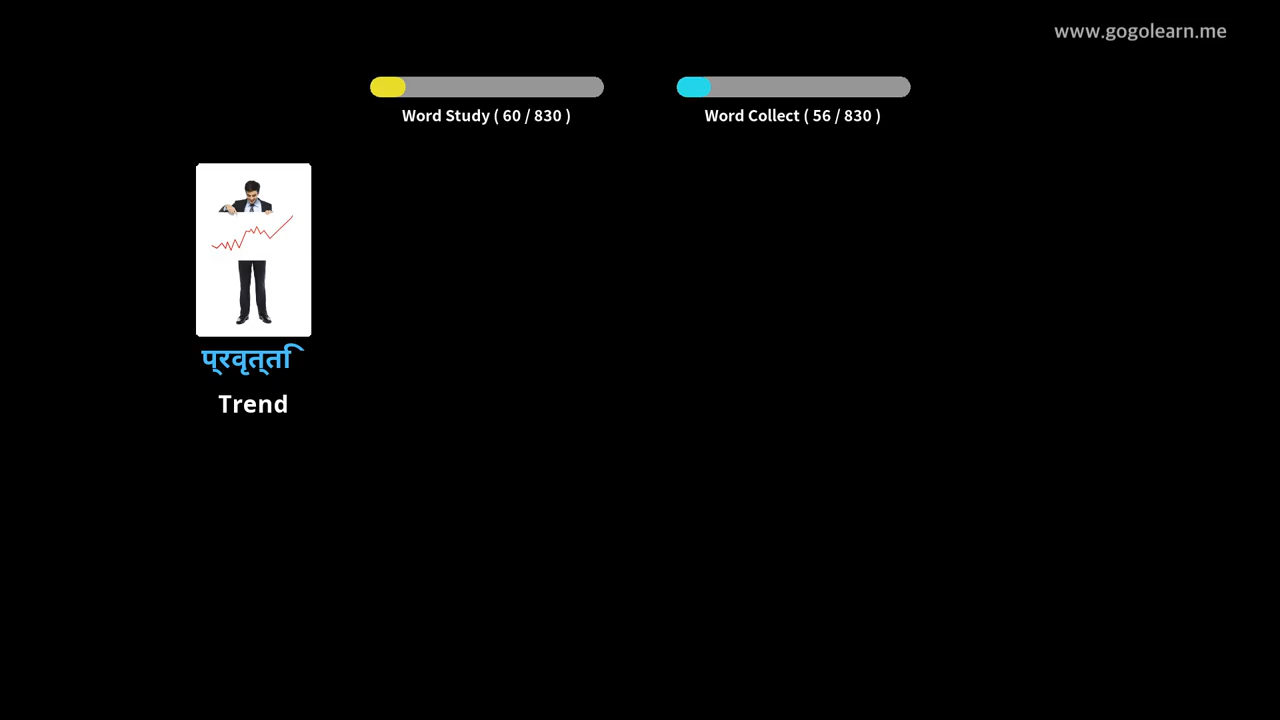 www.gogolearn.me
Word Study ( 60 / 830 )
Word Collect ( 56 / 830 )
प्रवृत्ति
Trend